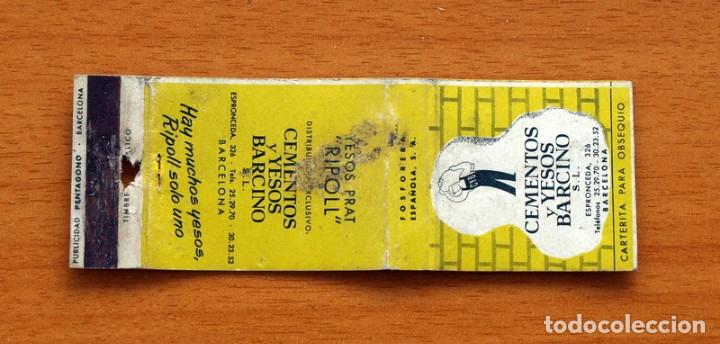 PUBLICIDAD PENTAGONO - BARCELONA
TIMBRE
Hay muchos yesos,
Ripoll solo uno
YESOS PRAT
"RIPOLL"
EXCLUSIVO:
CEMENTOS
y YESOS
BARCINO
S. L.
ESPRONCEDA, 326 - Tels. 25.29.70 - 30.23.52
BARCELONA
FOSFORERA
ESPAÑOLA, S. A.
CEMENTOS
y YESOS
BARCINO
S. L.
ESPRONCEDA, 326
Teléfonos 25.29.70 - 30.23.52
BARCELONA
CARTERITA PARA OBSEQUIO
todocoleccion